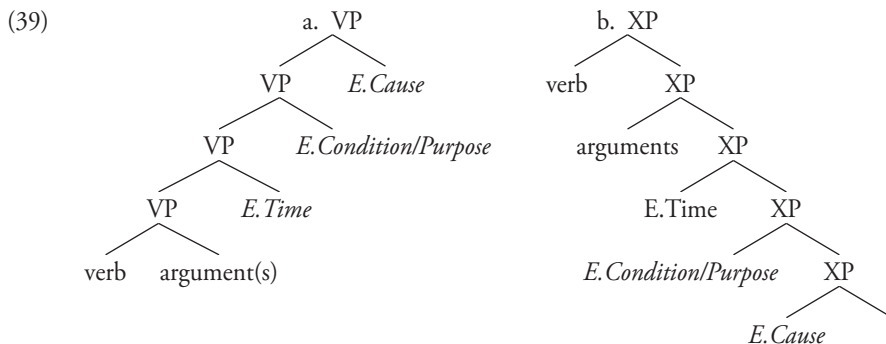 (39) a. VP b. XP
VP E.Cause verb XP
VP E.Condition/Purpose arguments XP
VP E.Time E.Time XP
verb argument(s) E.Condition/Purpose XP
E.Cause